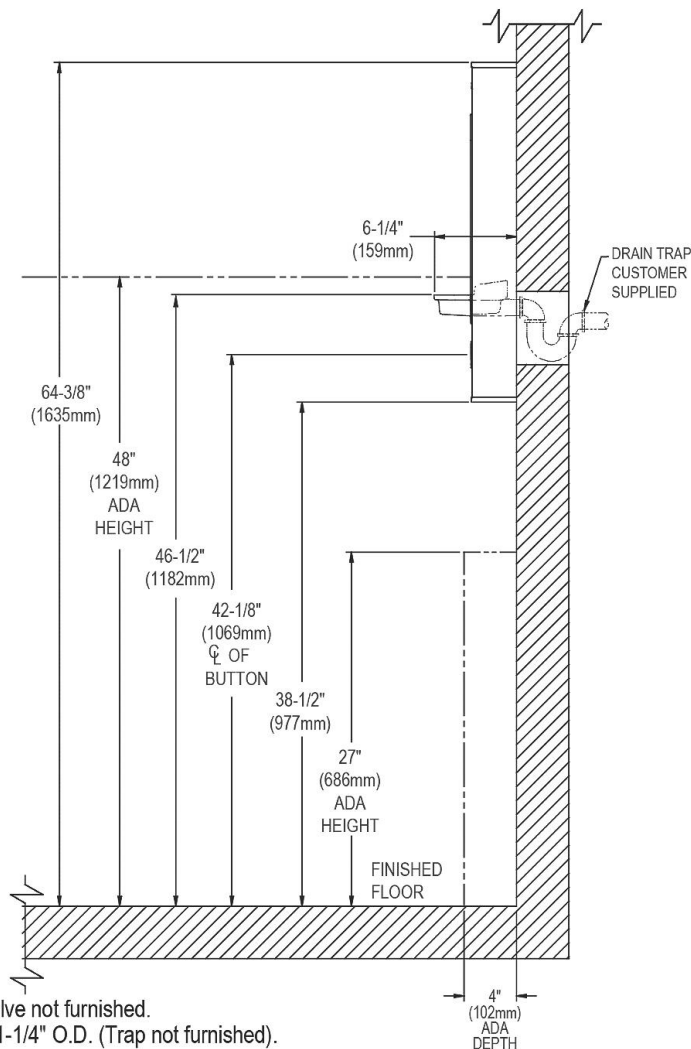 6-1/4"
(159mm)
DRAIN TRAP
CUSTOMER
SUPPLIED
64-3/8"
(1635mm)
48"
(1219mm)
ADA
HEIGHT
46-1/2"
(1182mm)
42-1/8"
(1069mm)
℄ OF
BUTTON
38-1/2"
(977mm)
27"
(686mm)
ADA
HEIGHT
FINISHED
FLOOR
4"
(102mm)
ADA
DEPTH
lve not furnished.
1-1/4" O.D. (Trap not furnished).